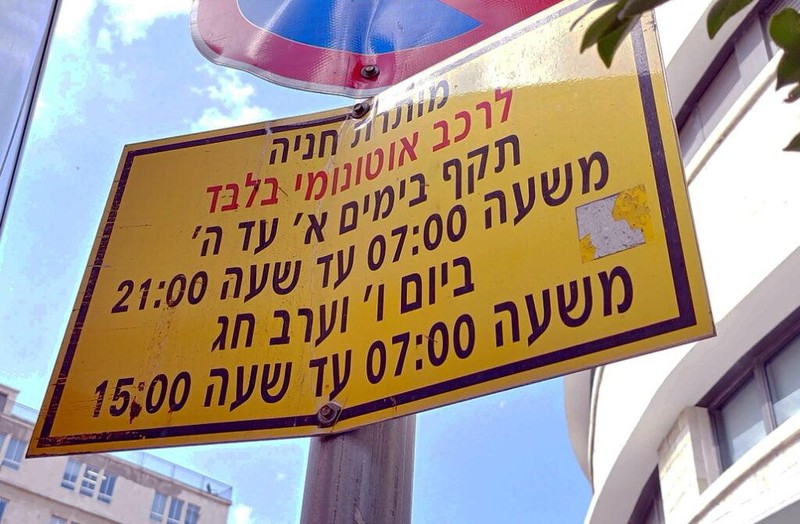 מותרת חניה
לרכב אוטונומי בלבד
תקף בימים א' עד ה'
משעה 07:00 עד שעה 21:00
ביום ו' וערב חג
משעה 07:00 עד שעה 15:00